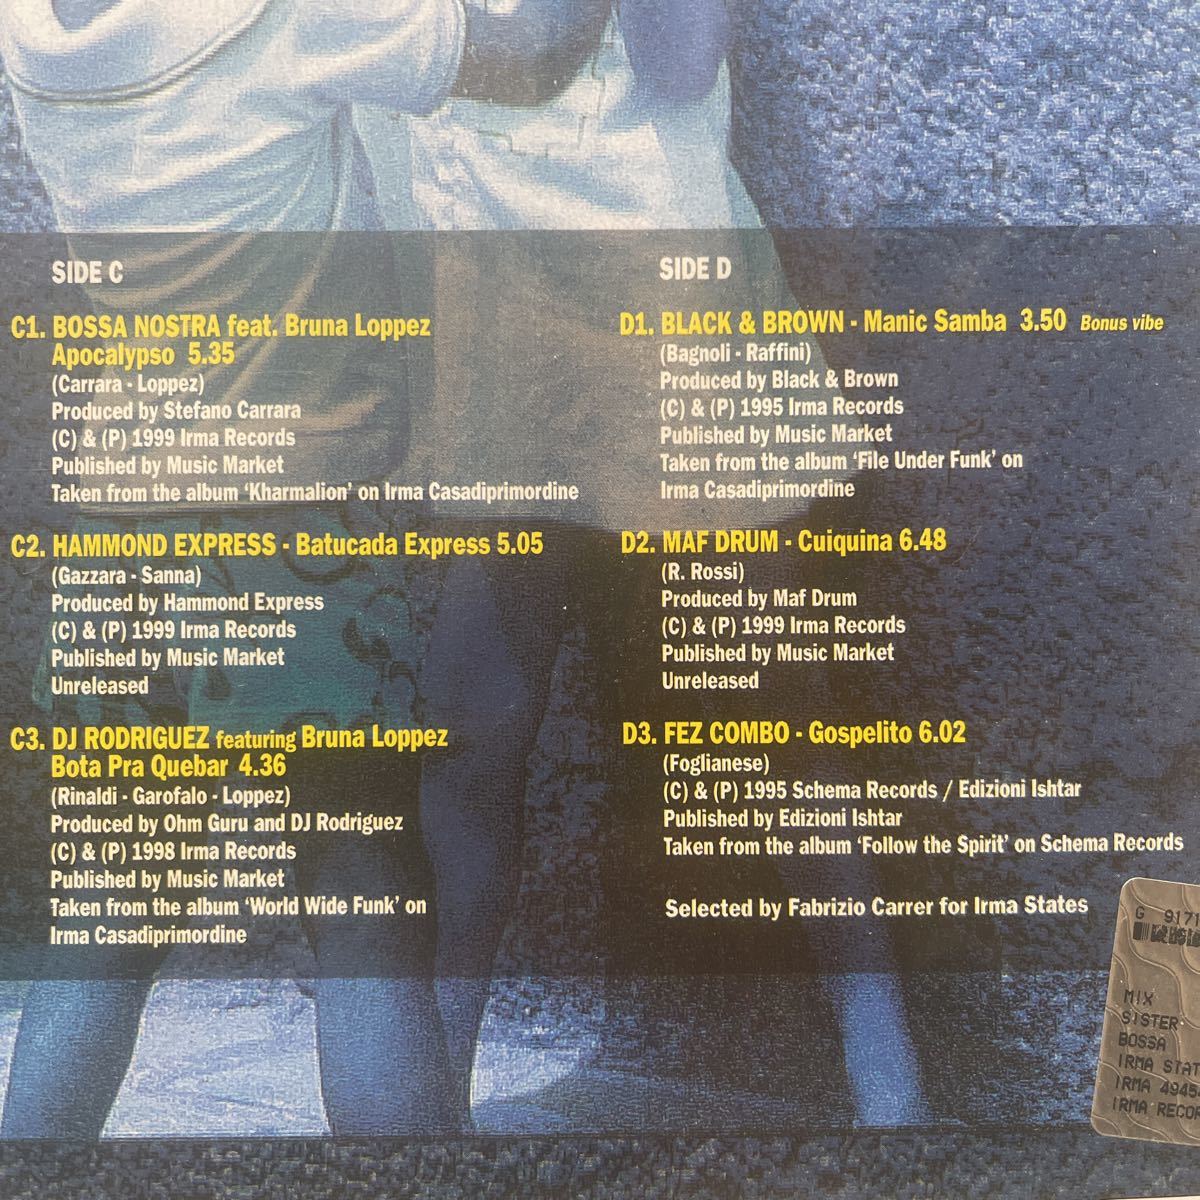 SIDE C
C1. BOSSA NOSTRA feat. Bruna Loppez
Apocalypso 5.35
(Carrara - Loppez)
Produced by Stefano Carrara
(C) & (P) 1999 Irma Records
Published by Music Market
Taken from the album ‘Kharmalion’ on Irma Casadiprimordine
C2. HAMMOND EXPRESS - Batucada Express 5.05
(Gazzara - Sanna)
Produced by Hammond Express
(C) & (P) 1999 Irma Records
Published by Music Market
Unreleased
C3. DJ RODRIGUEZ featuring Bruna Loppez
Bota Pra Quebar 4.36
(Rinaldi - Garofalo - Loppez)
Produced by Ohm Guru and DJ Rodriguez
(C) & (P) 1998 Irma Records
Published by Music Market
Taken from the album ‘World Wide Funk’ on
Irma Casadiprimordine
SIDE D
D1. BLACK & BROWN - Manic Samba 3.50 Bonus vibe
(Bagnoli - Raffini)
Produced by Black & Brown
(C) & (P) 1995 Irma Records
Published by Music Market
Taken from the album ‘File Under Funk’ on
Irma Casadiprimordine
D2. MAF DRUM - Cuiquina 6.48
(R. Rossi)
Produced by Maf Drum
(C) & (P) 1999 Irma Records
Published by Music Market
Unreleased
D3. FEZ COMBO - Gospelito 6.02
(Foglianese)
(C) & (P) 1995 Schema Records / Edizioni Ishtar
Published by Edizioni Ishtar
Taken from the album ‘Follow the Spirit’ on Schema Records
Selected by Fabrizio Carrer for Irma States
G 917
MIX
SISTER
BOSSA
IRMA STAT
IRMA 4945
IRMA RECO